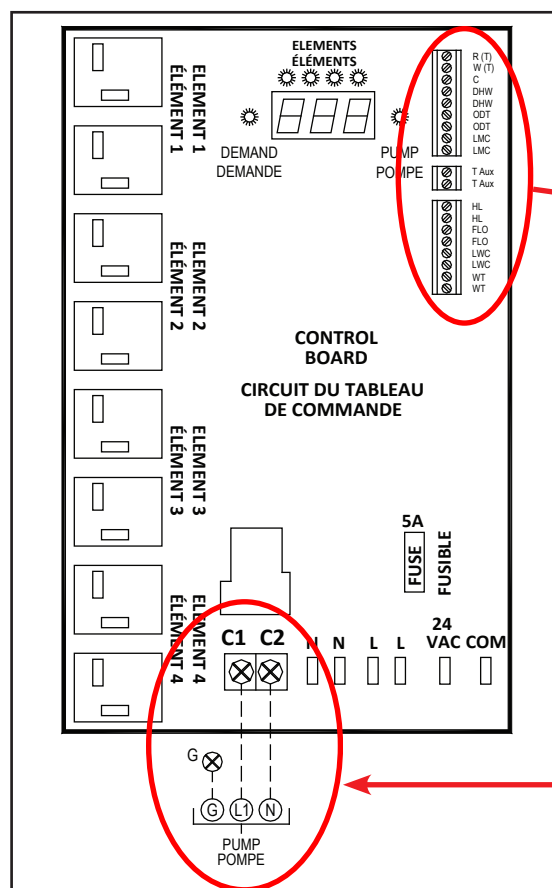 ELEMENTS
ÉLÉMENTS
DEMAND
DEMANDE
PUMP
POMPE
R (T)
W (T)
C
DHW
DHW
ODT
ODT
LMC
LMC
T Aux
T Aux
HL
HL
FLO
FLO
LWC
LWC
WT
WT
ELEMENT 1
ÉLÉMENT 1
ELEMENT 2
ÉLÉMENT 2
ELEMENT 3
ÉLÉMENT 3
ELEMENT 4
ÉLÉMENT 4
CONTROL
BOARD
CIRCUIT DU TABLEAU
DE COMMANDE
5A
FUSE
FUSIBLE
C1 C2
N N L L
24
VAC COM
G
G L1 N
PUMP
POMPE